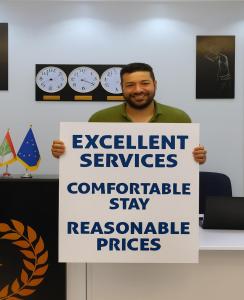 EXCELLENT
SERVICES
COMFORTABLE
STAY
REASONABLE
PRICES